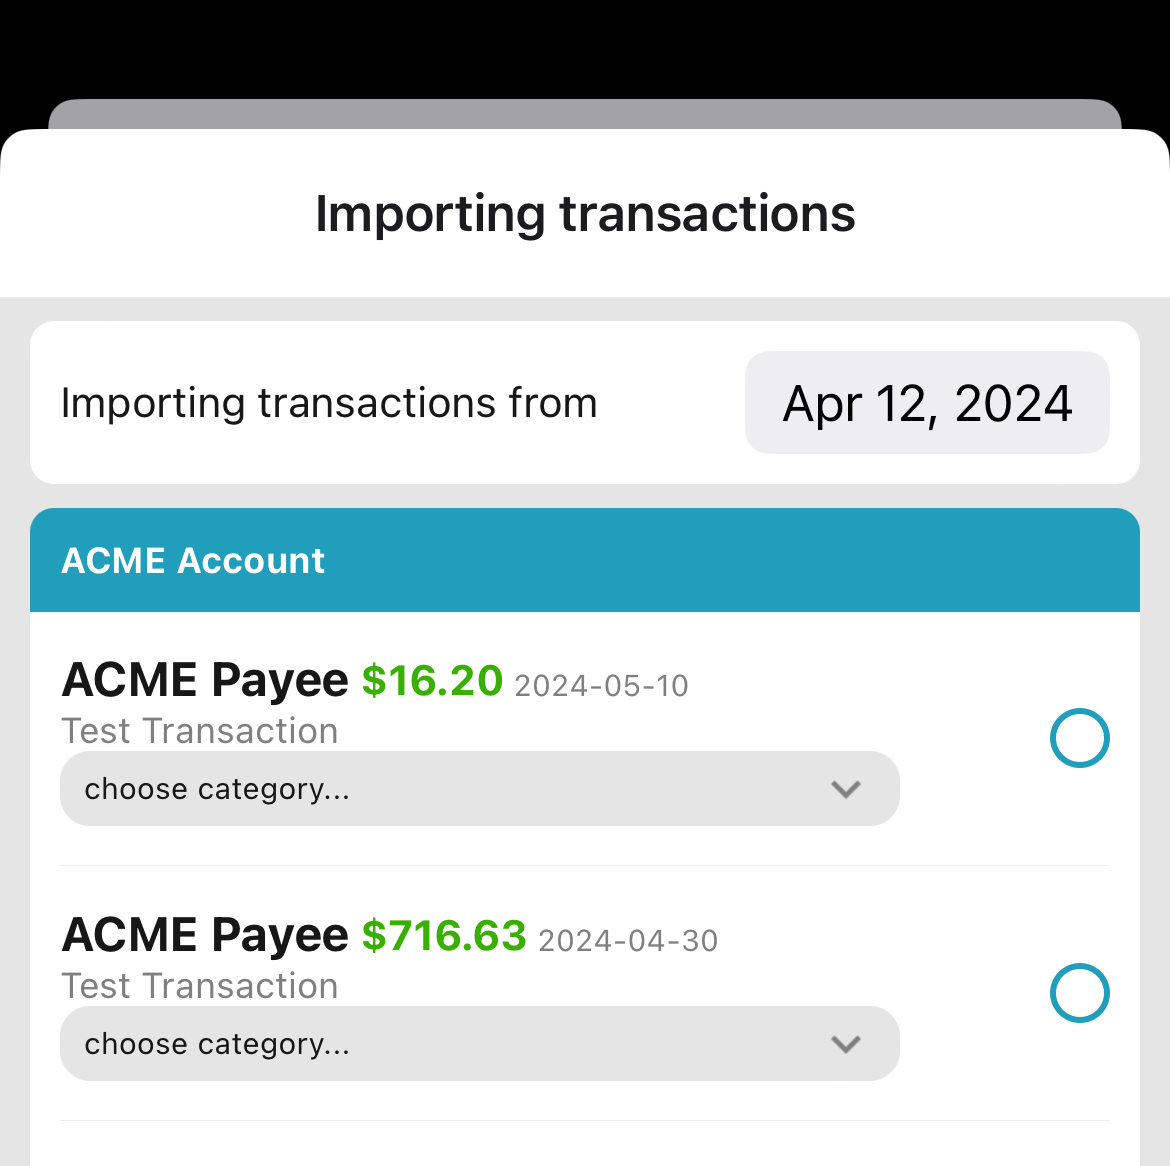 Importing transactions
Importing transactions from Apr 12, 2024
ACME Account
ACME Payee $16.20 2024-05-10
Test Transaction
choose category...
ACME Payee $716.63 2024-04-30
Test Transaction
choose category...